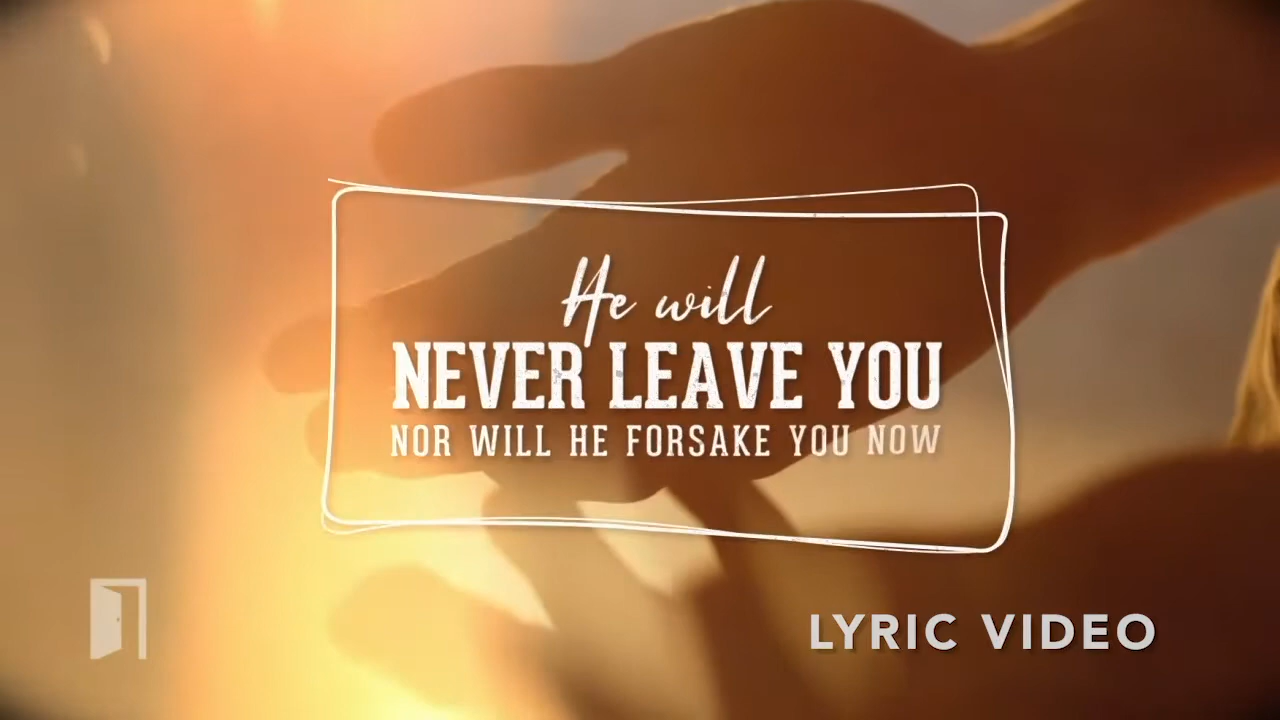 He will
NEVER LEAVE YOU
NOR WILL HE FORSAKE YOU NOW
LYRIC VIDEO